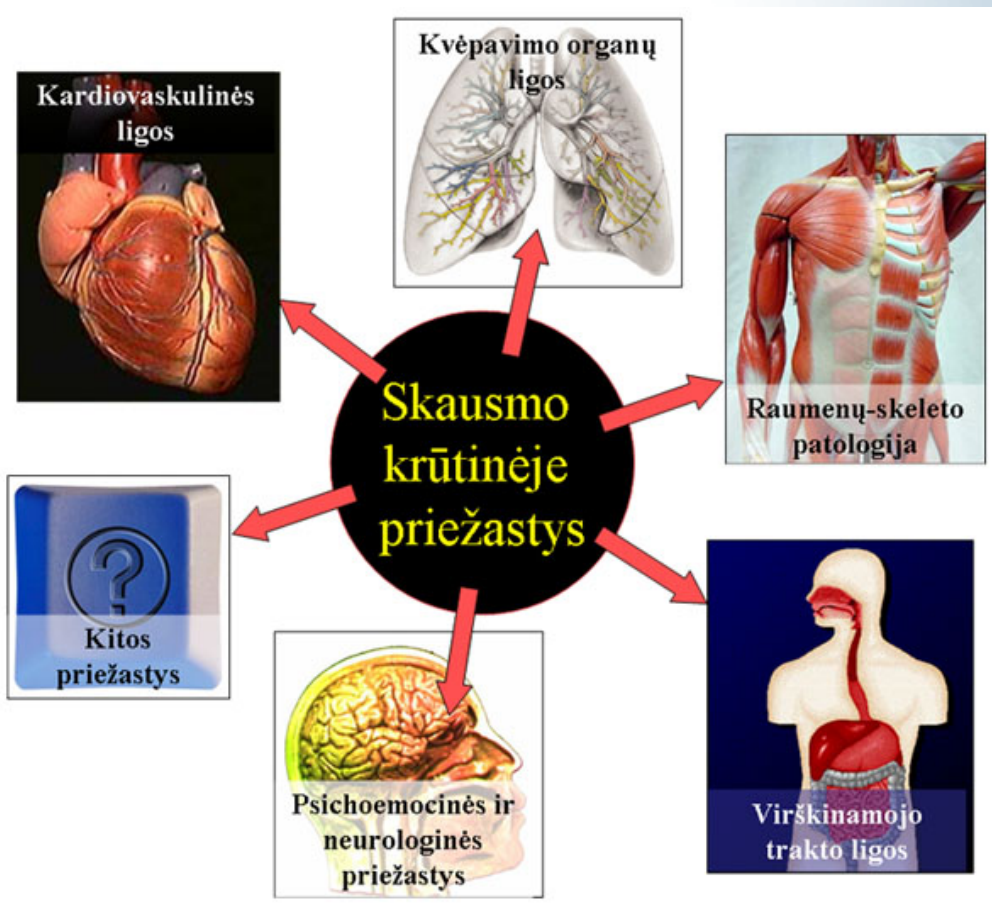 Skausmo
krūtinėje
priežastys
Kardiovaskulinės
ligos
Kvėpavimo organų
ligos
Raumenų-skeleto
patologija
Virškinamojo
trakto ligos
Psichoemocinės ir
neurologinės
priežastys
?
Kitos
priežastys